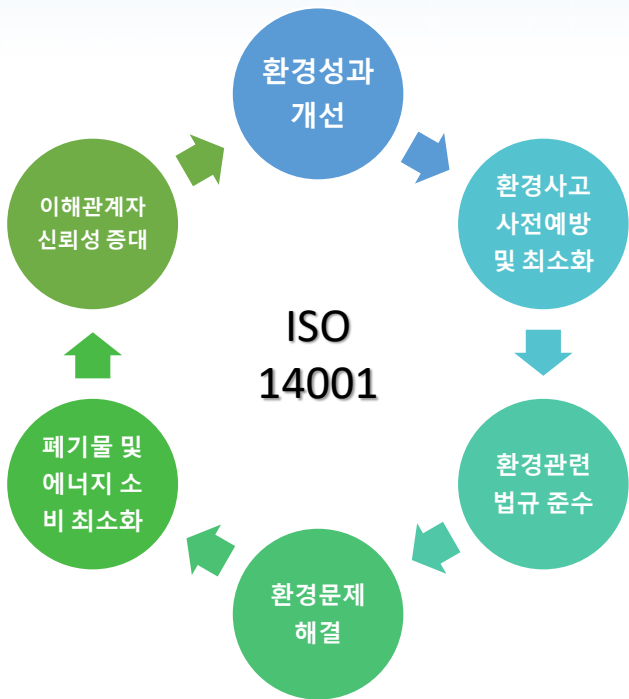 환경성과
개선
환경사고
사전예방
및 최소화
환경관련
법규 준수
환경문제
해결
폐기물 및
에너지 소
비 최소화
이해관계자
신뢰성 증대
ISO
14001